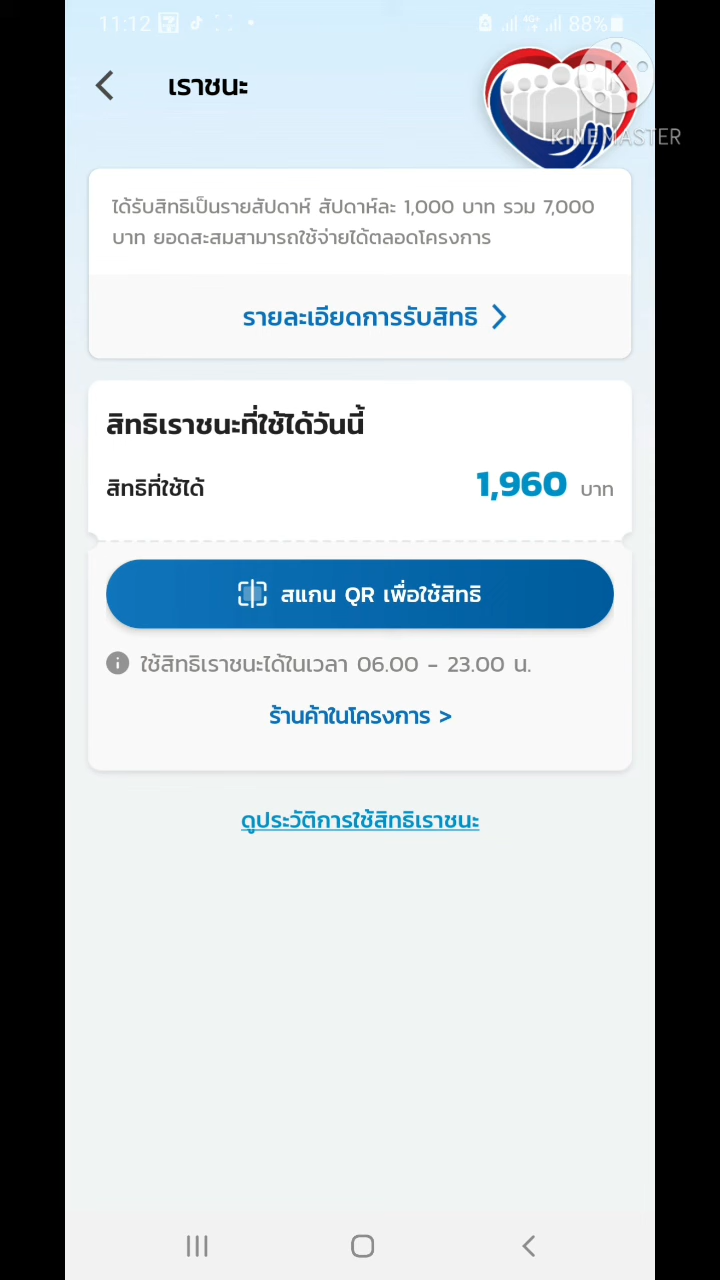 11:12
88%
เราชนะ
K
KINEMASTER
ได้รับสิทธิเป็นรายสัปดาห์ สัปดาห์ละ 1,000 บาท รวม 7,000
บาท ยอดสะสมสามารถใช้จ่ายได้ตลอดโครงการ
รายละเอียดการรับสิทธิ
สิทธิเราชนะที่ใช้ได้วันนี้
สิทธิที่ใช้ได้ 1,960 บาท
สแกน QR เพื่อใช้สิทธิ
ใช้สิทธิเราชนะได้ในเวลา 06.00 - 23.00 น.
ร้านค้าในโครงการ >
ดูประวัติการใช้สิทธิเราชนะ